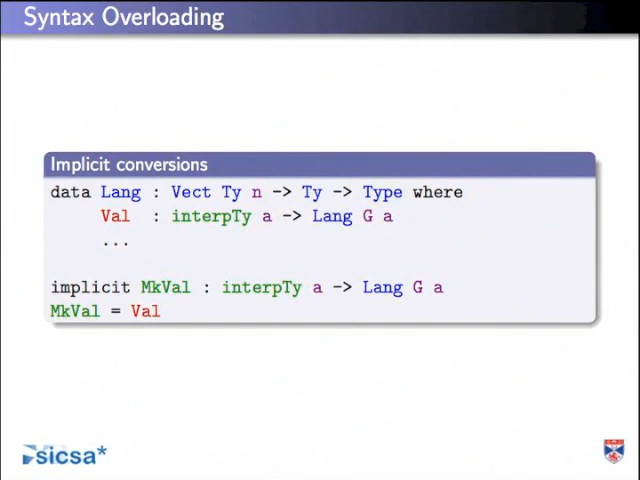 Syntax Overloading
Implicit conversions
data Lang : Vect Ty n -> Ty -> Type where
Val : interpTy a -> Lang G a
...
implicit MkVal : interpTy a -> Lang G a
MkVal = Val
sicsa*